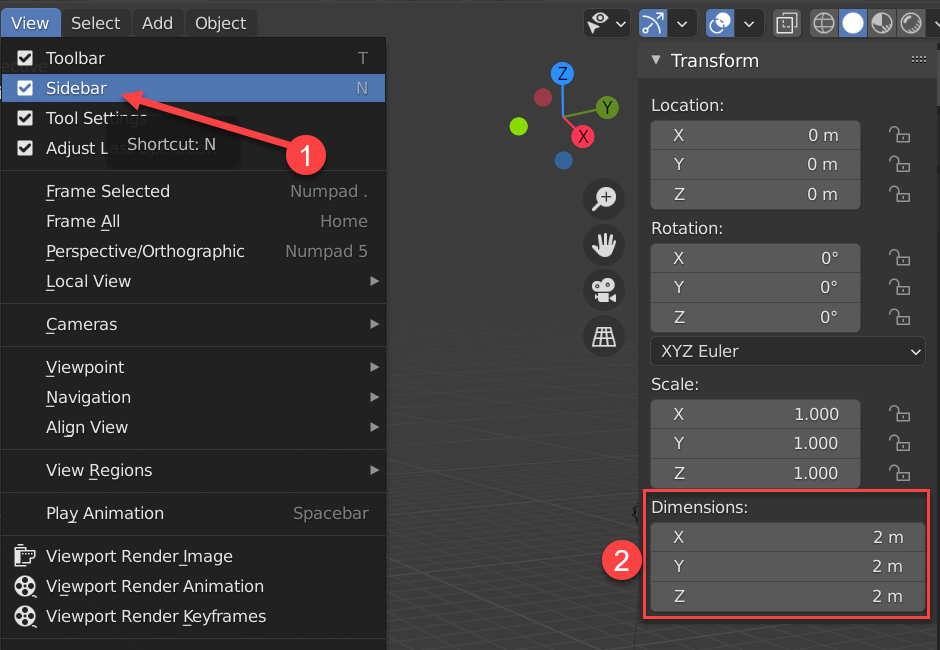 View Select Add Object
Toolbar T
Sidebar N
Tool Settings
Adjust L
Shortcut: N
1
Frame Selected Numpad .
Frame All Home
Perspective/Orthographic Numpad 5
Local View
Cameras
Viewpoint
Navigation
Align View
View Regions
Play Animation Spacebar
Viewport Render Image
Viewport Render Animation
Viewport Render Keyframes
Z
Y
X
Transform
Location:
X 0 m
Y 0 m
Z 0 m
Rotation:
X 0°
Y 0°
Z 0°
XYZ Euler
Scale:
X 1.000
Y 1.000
Z 1.000
2
Dimensions:
X 2 m
Y 2 m
Z 2 m